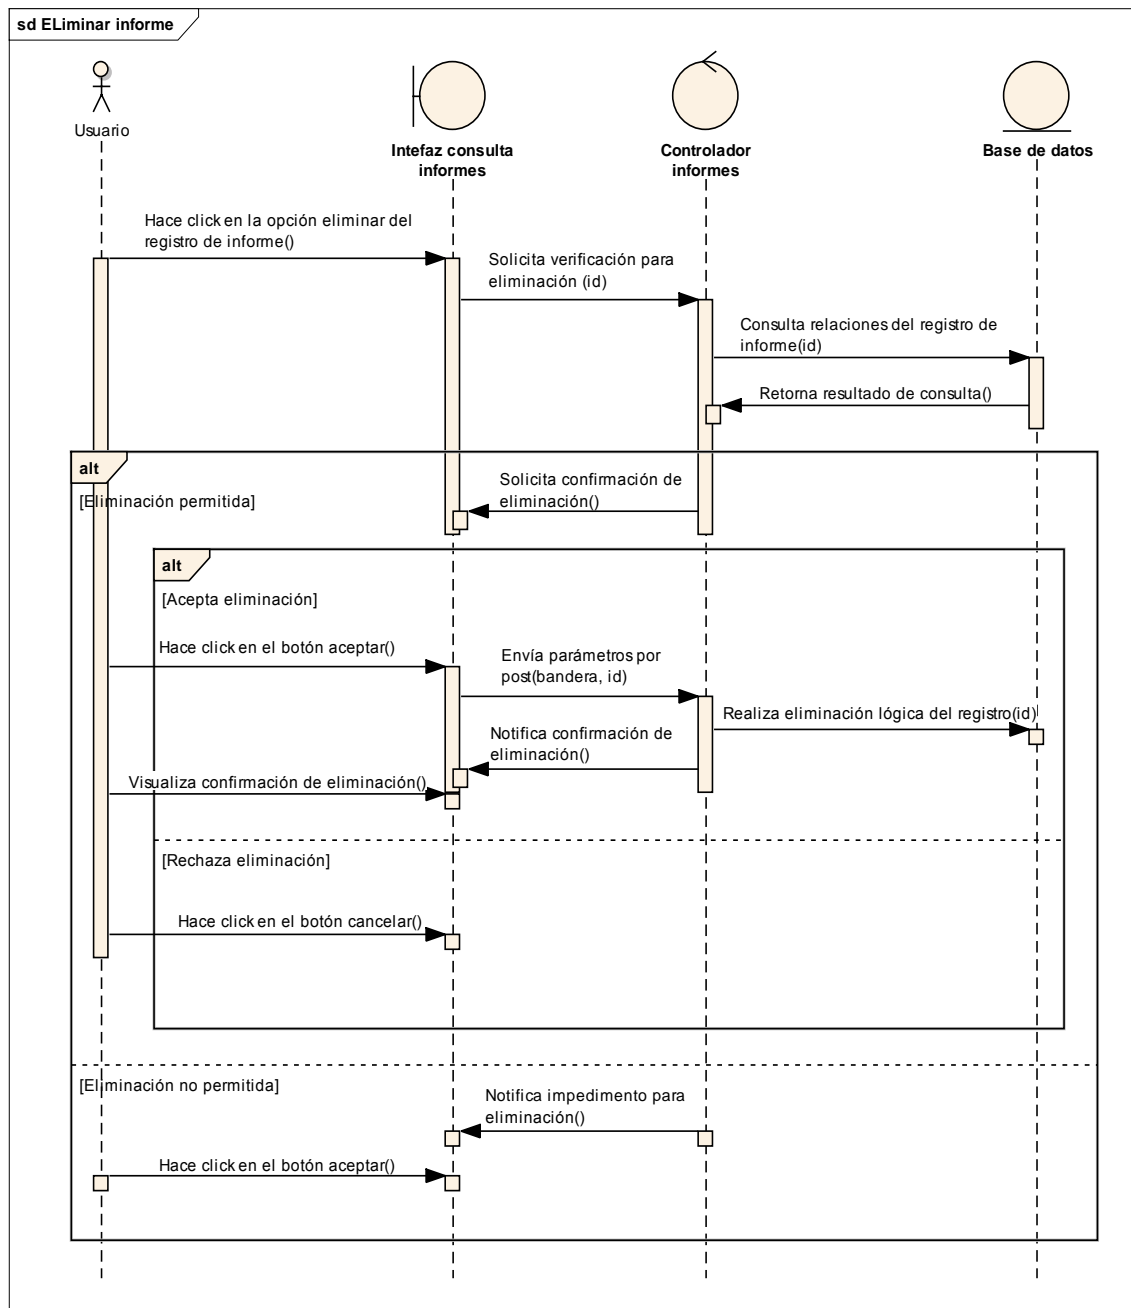 sd ELiminar informe
Usuario
Intefaz consulta
informes
Controlador
informes
Base de datos
Hace click en la opción eliminar del
registro de informe()
Solicita verificación para
eliminación (id)
Consulta relaciones del registro de
informe(id)
Retorna resultado de consulta()
alt
[Eliminación permitida]
Solicita confirmación de
eliminación()
alt
[Acepta eliminación]
Hace click en el botón aceptar()
Envía parámetros por
post(bandera, id)
Realiza eliminación lógica del registro(id)
Notifica confirmación de
eliminación()
Visualiza confirmación de eliminación()
[Rechaza eliminación]
Hace click en el botón cancelar()
[Eliminación no permitida]
Notifica impedimento para
eliminación()
Hace click en el botón aceptar()